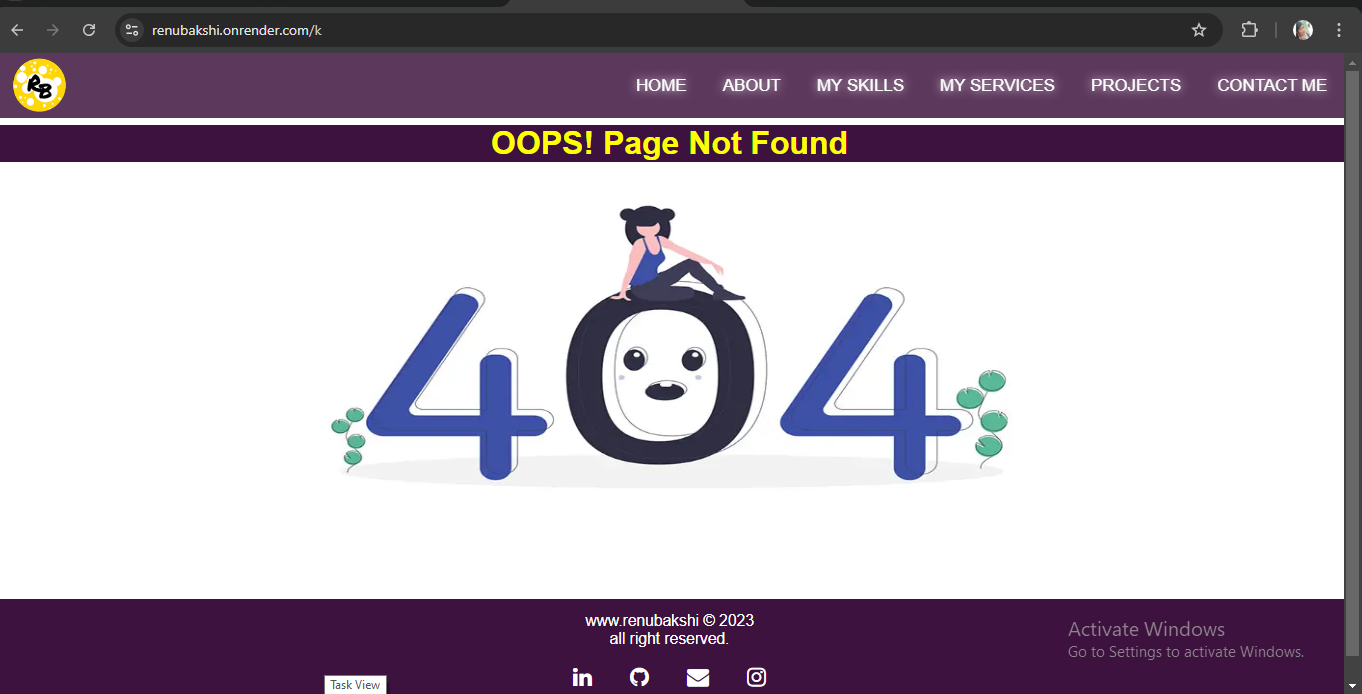 renubakshi.onrender.com/k
RB
HOME ABOUT MY SKILLS MY SERVICES PROJECTS CONTACT ME
OOPS! Page Not Found
404
www.renubakshi © 2023
all right reserved.
Activate Windows
Go to Settings to activate Windows.
in
Task View